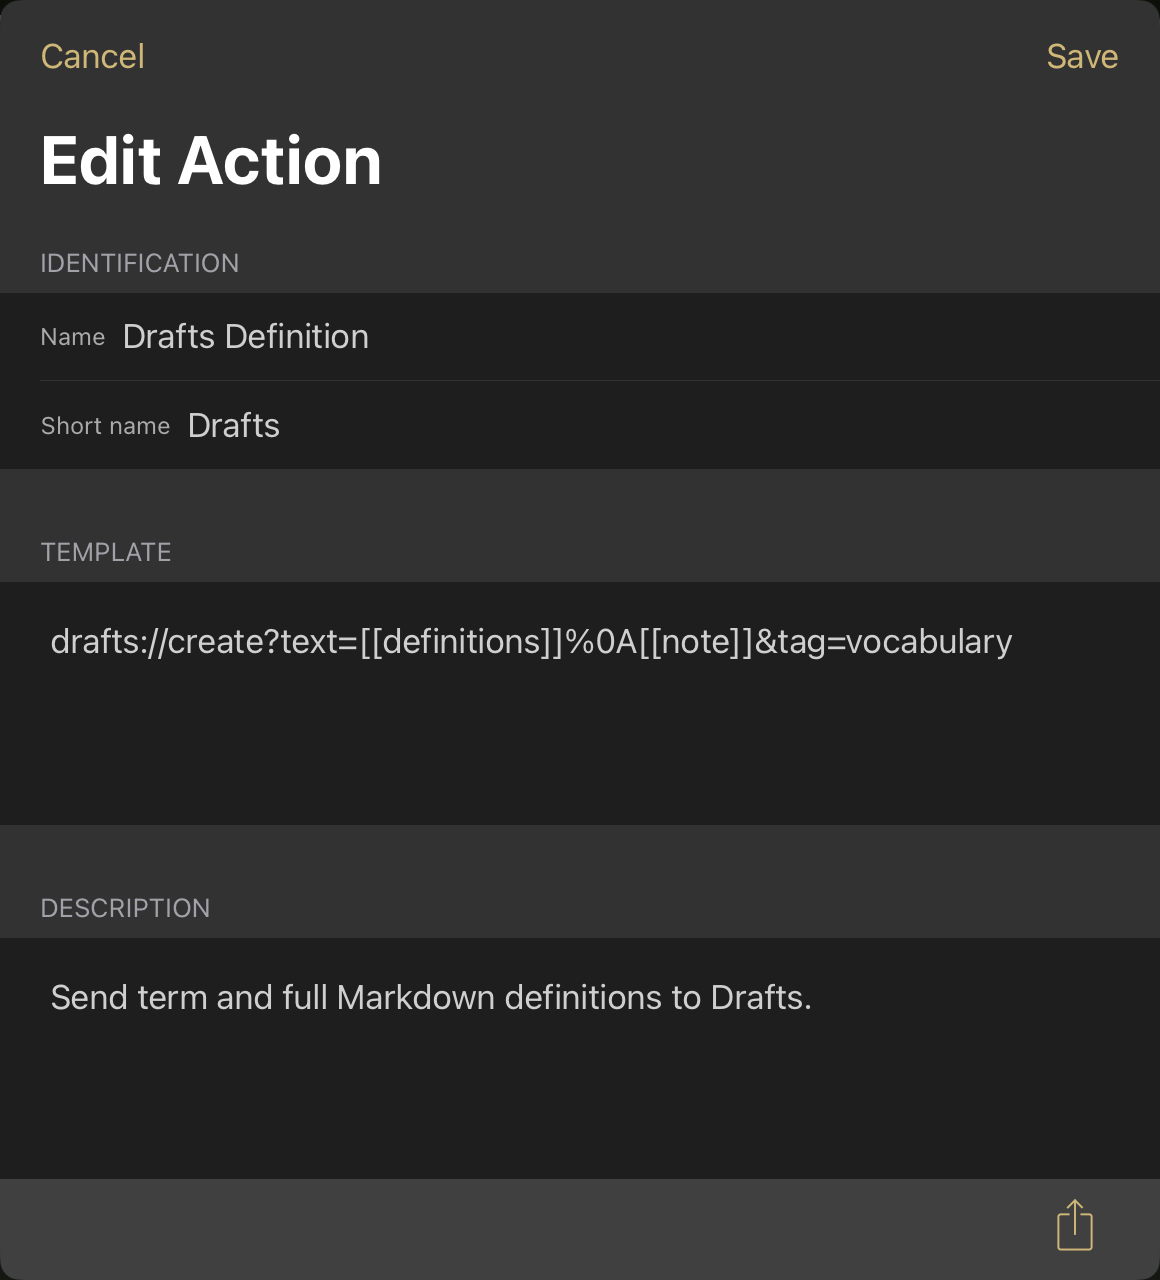 Cancel Save
Edit Action
IDENTIFICATION
Name Drafts Definition
Short name Drafts
TEMPLATE
drafts://create?text=[[definitions]]%0A[[note]]&tag=vocabulary
DESCRIPTION
Send term and full Markdown definitions to Drafts.